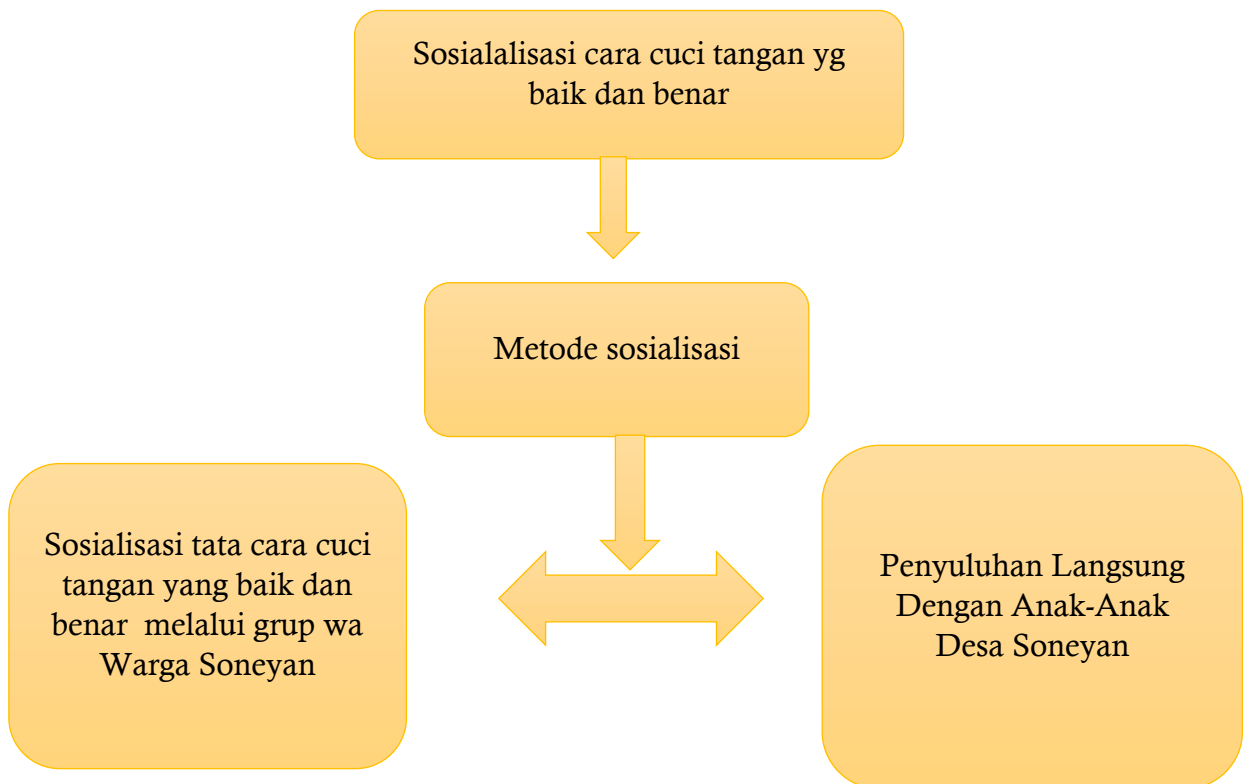 Sosialalisasi cara cuci tangan yg
baik dan benar
Metode sosialisasi
Sosialisasi tata cara cuci
tangan yang baik dan
benar melalui grup wa
Warga Soneyan
Penyuluhan Langsung
Dengan Anak-Anak
Desa Soneyan